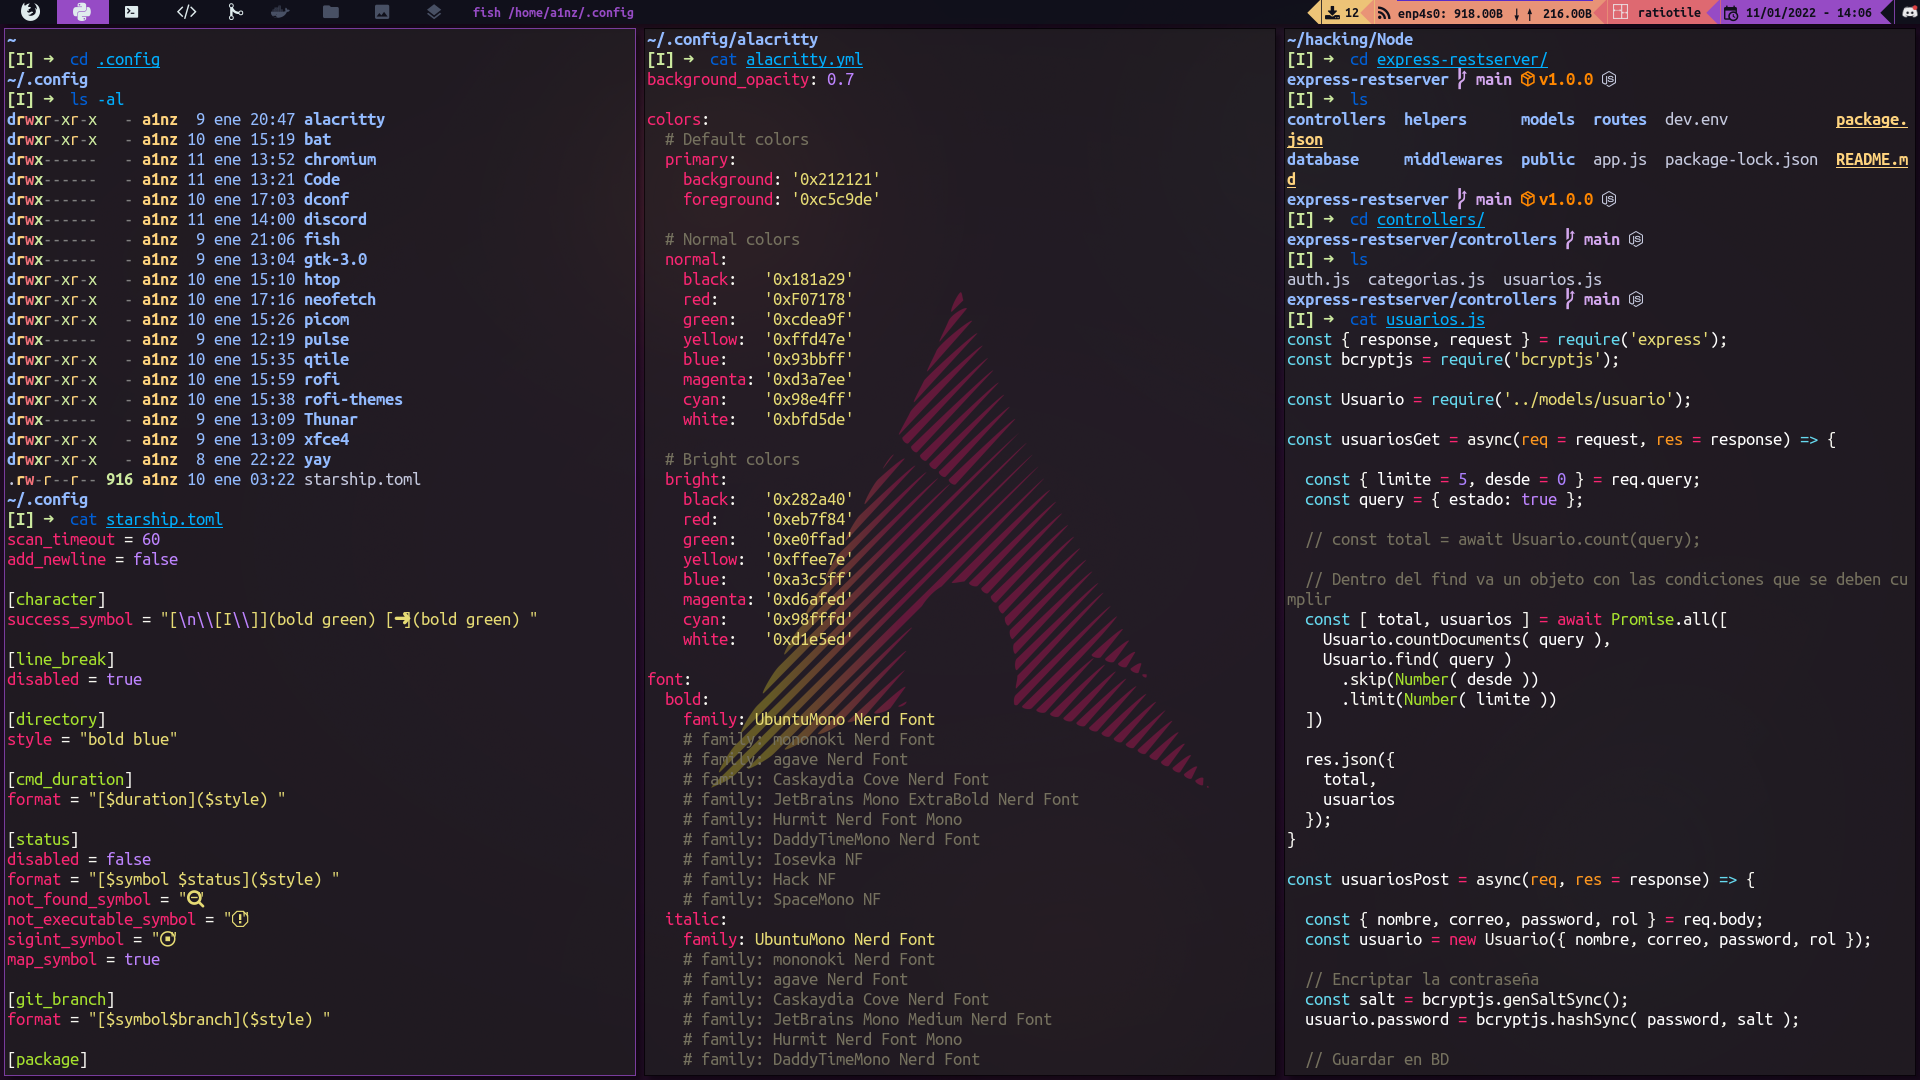 fish /home/a1nz/.config
12
enp4s0: 918.00B ↓↑ 216.00B
ratiotile
11/01/2022 - 14:06
~
[I] ➜ cd .config
~/.config
[I] ➜ ls -al
drwxr-xr-x   - a1nz  9 ene 20:47 alacritty
drwxr-xr-x   - a1nz 10 ene 15:19 bat
drwx------   - a1nz 11 ene 13:52 chromium
drwx------   - a1nz 11 ene 13:21 Code
drwx------   - a1nz 10 ene 17:03 dconf
drwx------   - a1nz 11 ene 14:00 discord
drwx------   - a1nz  9 ene 21:06 fish
drwx------   - a1nz  9 ene 13:04 gtk-3.0
drwxr-xr-x   - a1nz 10 ene 15:10 htop
drwxr-xr-x   - a1nz 10 ene 17:16 neofetch
drwxr-xr-x   - a1nz 10 ene 15:26 picom
drwx------   - a1nz  9 ene 12:19 pulse
drwxr-xr-x   - a1nz 10 ene 15:35 qtile
drwxr-xr-x   - a1nz 10 ene 15:59 rofi
drwxr-xr-x   - a1nz 10 ene 15:38 rofi-themes
drwx------   - a1nz  9 ene 13:09 Thunar
drwxr-xr-x   - a1nz  9 ene 13:09 xfce4
drwxr-xr-x   - a1nz  8 ene 22:22 yay
.rw-r--r-- 916 a1nz 10 ene 03:22 starship.toml
~/.config
[I] ➜ cat starship.toml
scan_timeout = 60
add_newline = false
[character]
success_symbol = "[\n\\[I\\]](bold green) [➜](bold green) "
[line_break]
disabled = true
[directory]
style = "bold blue"
[cmd_duration]
format = "[$duration]($style) "
[status]
disabled = false
format = "[$symbol $status]($style) "
not_found_symbol = "
not_executable_symbol = "
sigint_symbol = "
map_symbol = true
[git_branch]
format = "[$symbol$branch]($style) "
[package]
~/.config/alacritty
[I] ➜ cat alacritty.yml
background_opacity: 0.7
colors:
  # Default colors
  primary:
    background: '0x212121'
    foreground: '0xc5c9de'
  # Normal colors
  normal:
    black:   '0x181a29'
    red:     '0xF07178'
    green:   '0xcdea9f'
    yellow:  '0xffd47e'
    blue:    '0x93bbff'
    magenta: '0xd3a7ee'
    cyan:    '0x98e4ff'
    white:   '0xbfd5de'
  # Bright colors
  bright:
    black:   '0x282a40'
    red:     '0xeb7f84'
    green:   '0xe0ffad'
    yellow:  '0xffee7e'
    blue:    '0xa3c5ff'
    magenta: '0xd6afed'
    cyan:    '0x98fffd'
    white:   '0xd1e5ed'
font:
  bold:
    family: UbuntuMono Nerd Font
    # family: mononoki Nerd Font
    # family: agave Nerd Font
    # family: Caskaydia Cove Nerd Font
    # family: JetBrains Mono ExtraBold Nerd Font
    # family: Hurmit Nerd Font Mono
    # family: DaddyTimeMono Nerd Font
    # family: Iosevka NF
    # family: Hack NF
    # family: SpaceMono NF
  italic:
    family: UbuntuMono Nerd Font
    # family: mononoki Nerd Font
    # family: agave Nerd Font
    # family: Caskaydia Cove Nerd Font
    # family: JetBrains Mono Medium Nerd Font
    # family: Hurmit Nerd Font Mono
    # family: DaddyTimeMono Nerd Font
~/hacking/Node
[I] ➜ cd express-restserver/
express-restserver main v1.0.0
[I] ➜ ls
controllers  helpers      models  routes  dev.env            package.
json
database     middlewares  public  app.js  package-lock.json  README.m
d
express-restserver main v1.0.0
[I] ➜ cd controllers/
express-restserver/controllers main
[I] ➜ ls
auth.js  categorias.js  usuarios.js
express-restserver/controllers main
[I] ➜ cat usuarios.js
const { response, request } = require('express');
const bcryptjs = require('bcryptjs');
const Usuario = require('../models/usuario');
const usuariosGet = async(req = request, res = response) => {
  const { limite = 5, desde = 0 } = req.query;
  const query = { estado: true };
  // const total = await Usuario.count(query);
  // Dentro del find va un objeto con las condiciones que se deben cu
mplir
  const [ total, usuarios ] = await Promise.all([
    Usuario.countDocuments( query ),
    Usuario.find( query )
      .skip(Number( desde ))
      .limit(Number( limite ))
  ])
  res.json({
    total,
    usuarios
  });
}
const usuariosPost = async(req, res = response) => {
  const { nombre, correo, password, rol } = req.body;
  const usuario = new Usuario({ nombre, correo, password, rol });
  // Encriptar la contraseña
  const salt = bcryptjs.genSaltSync();
  usuario.password = bcryptjs.hashSync( password, salt );
  // Guardar en BD